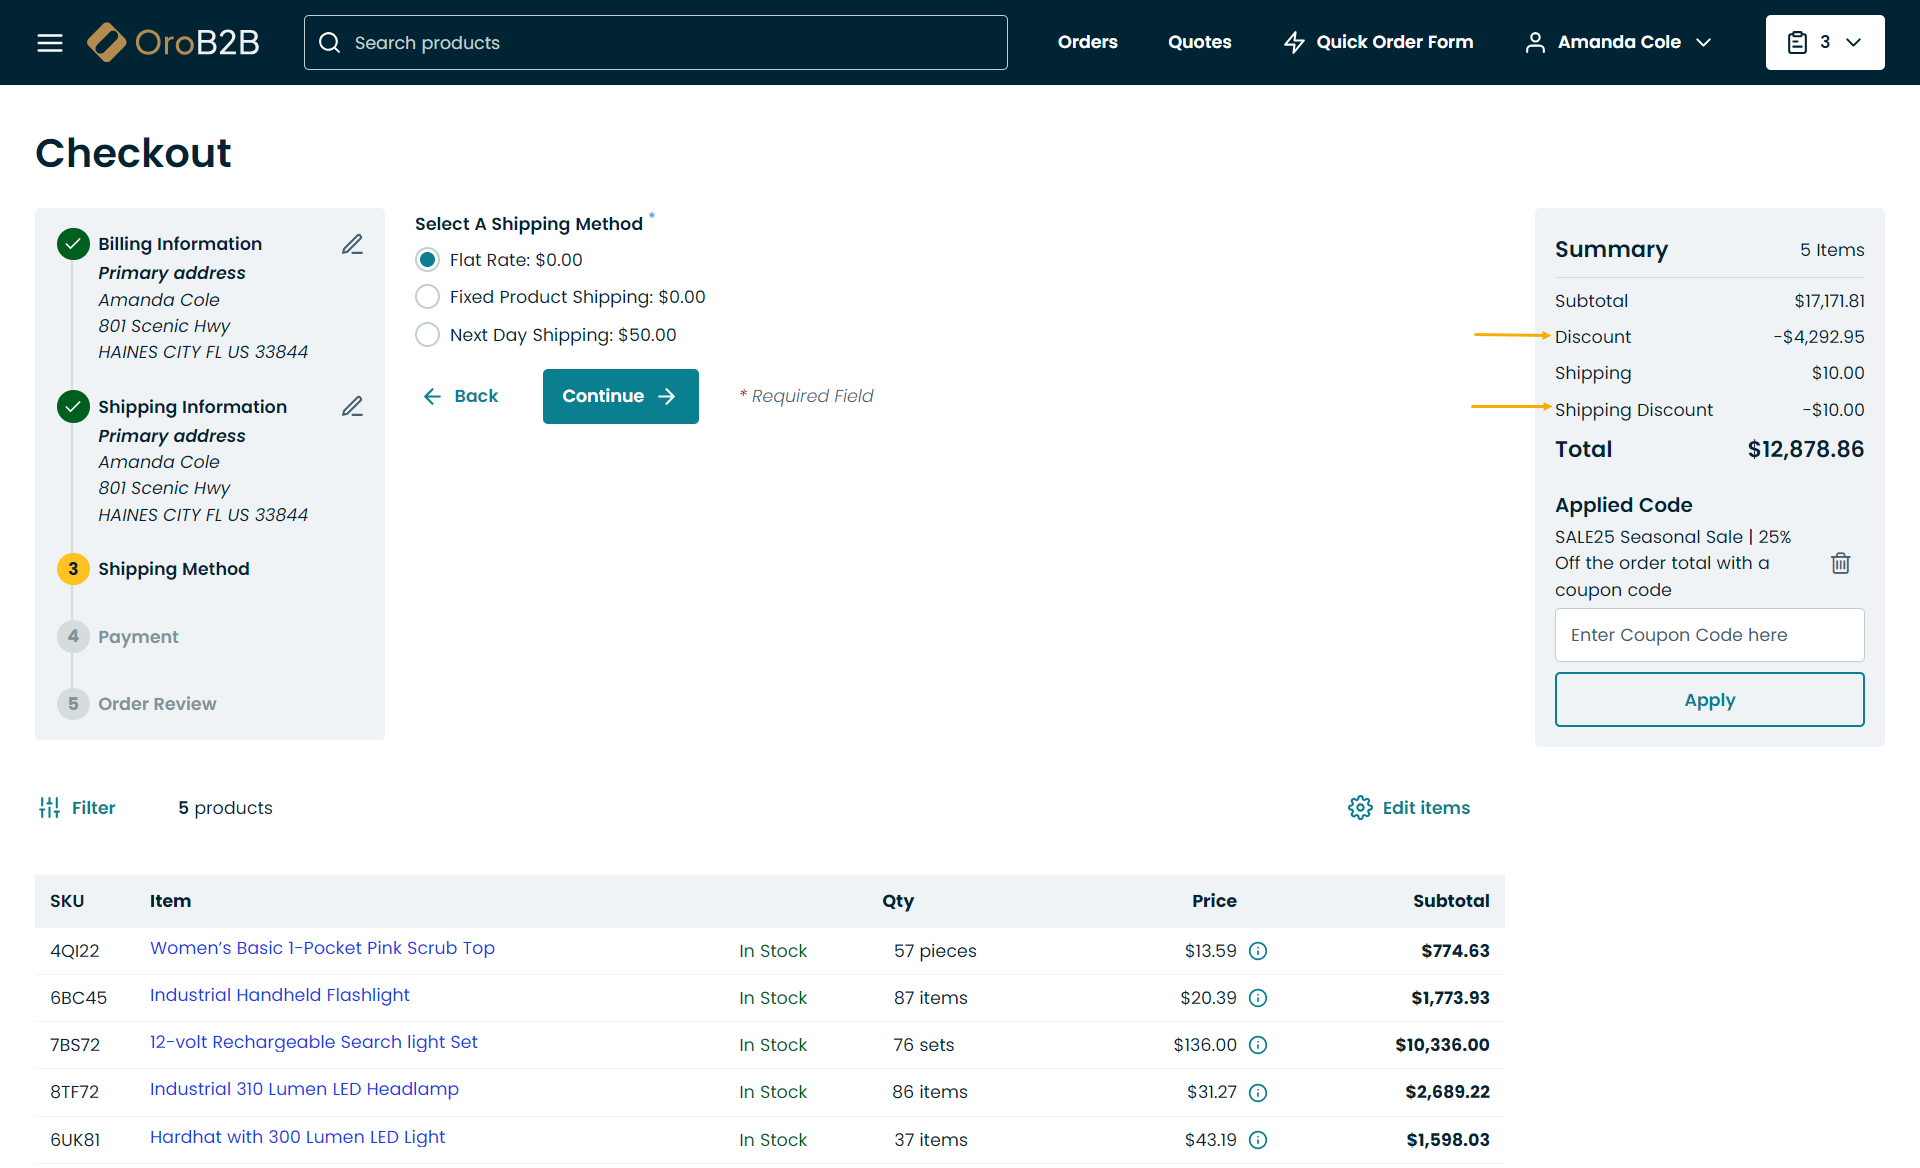 OroB2B
Search products
Orders
Quotes
Quick Order Form
Amanda Cole
3
Checkout
Billing Information
Primary address
Amanda Cole
801 Scenic Hwy
HAINES CITY FL US 33844
Shipping Information
Primary address
Amanda Cole
801 Scenic Hwy
HAINES CITY FL US 33844
3 Shipping Method
4 Payment
5 Order Review
Select A Shipping Method *
Flat Rate: $0.00
Fixed Product Shipping: $0.00
Next Day Shipping: $50.00
Back
Continue
* Required Field
Summary 5 Items
Subtotal $17,171.81
Discount -$4,292.95
Shipping $10.00
Shipping Discount -$10.00
Total $12,878.86
Applied Code
SALE25 Seasonal Sale | 25%
Off the order total with a
coupon code
Enter Coupon Code here
Apply
Filter
5 products
Edit items
SKU Item Qty Price Subtotal
4QI22 Women’s Basic 1-Pocket Pink Scrub Top In Stock 57 pieces $13.59 $774.63
6BC45 Industrial Handheld Flashlight In Stock 87 items $20.39 $1,773.93
7BS72 12-volt Rechargeable Search light Set In Stock 76 sets $136.00 $10,336.00
8TF72 Industrial 310 Lumen LED Headlamp In Stock 86 items $31.27 $2,689.22
6UK81 Hardhat with 300 Lumen LED Light In Stock 37 items $43.19 $1,598.03